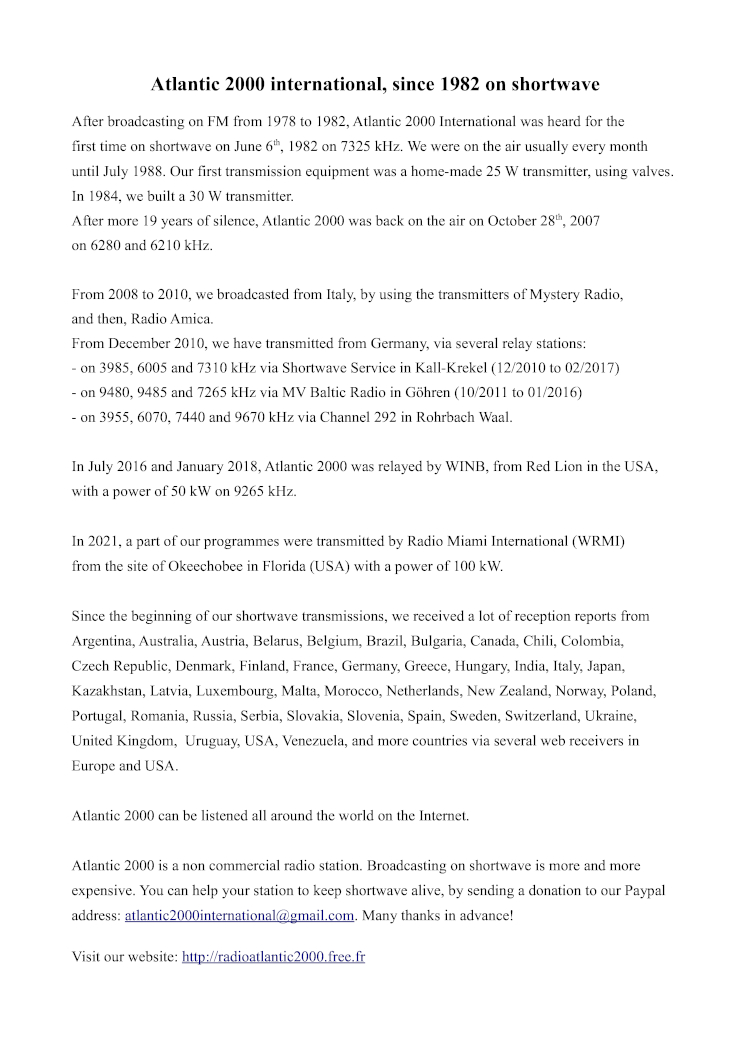 Atlantic 2000 international, since 1982 on shortwave
After broadcasting on FM from 1978 to 1982, Atlantic 2000 International was heard for the
first time on shortwave on June 6th, 1982 on 7325 kHz. We were on the air usually every month
until July 1988. Our first transmission equipment was a home-made 25 W transmitter, using valves.
In 1984, we built a 30 W transmitter.
After more 19 years of silence, Atlantic 2000 was back on the air on October 28th, 2007
on 6280 and 6210 kHz.
From 2008 to 2010, we broadcasted from Italy, by using the transmitters of Mystery Radio,
and then, Radio Amica.
From December 2010, we have transmitted from Germany, via several relay stations:
- on 3985, 6005 and 7310 kHz via Shortwave Service in Kall-Krekel (12/2010 to 02/2017)
- on 9480, 9485 and 7265 kHz via MV Baltic Radio in Göhren (10/2011 to 01/2016)
- on 3955, 6070, 7440 and 9670 kHz via Channel 292 in Rohrbach Waal.
In July 2016 and January 2018, Atlantic 2000 was relayed by WINB, from Red Lion in the USA,
with a power of 50 kW on 9265 kHz.
In 2021, a part of our programmes were transmitted by Radio Miami International (WRMI)
from the site of Okeechobee in Florida (USA) with a power of 100 kW.
Since the beginning of our shortwave transmissions, we received a lot of reception reports from
Argentina, Australia, Austria, Belarus, Belgium, Brazil, Bulgaria, Canada, Chili, Colombia,
Czech Republic, Denmark, Finland, France, Germany, Greece, Hungary, India, Italy, Japan,
Kazakhstan, Latvia, Luxembourg, Malta, Morocco, Netherlands, New Zealand, Norway, Poland,
Portugal, Romania, Russia, Serbia, Slovakia, Slovenia, Spain, Sweden, Switzerland, Ukraine,
United Kingdom,  Uruguay, USA, Venezuela, and more countries via several web receivers in
Europe and USA.
Atlantic 2000 can be listened all around the world on the Internet.
Atlantic 2000 is a non commercial radio station. Broadcasting on shortwave is more and more
expensive. You can help your station to keep shortwave alive, by sending a donation to our Paypal
address: atlantic2000international@gmail.com. Many thanks in advance!
Visit our website: http://radioatlantic2000.free.fr